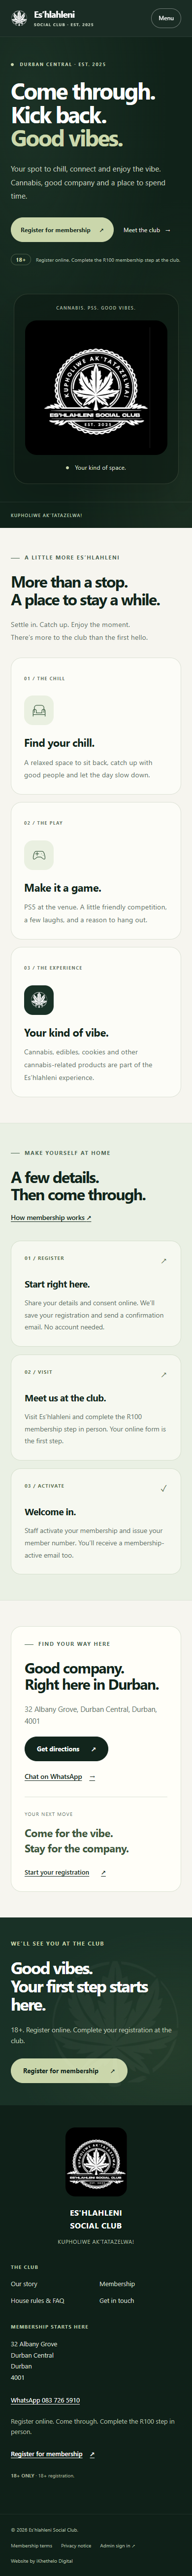 Es'hlahleni
SOCIAL CLUB · EST. 2023
Menu
DURBAN CENTRAL · EST. 2023
Come through.
Kick back.
Good vibes.
Your spot to chill, connect and enjoy the vibe.
Cannabis, good company and a place to spend
time.
Register for membership ↗
Meet the club →
18+
Register online. Complete the R100 membership step at the club.
CANNABIS. PS5. GOOD VIBES.
KUPHOLIWE AK'TATAZELWA!
ES'HLAHLENI SOCIAL CLUB
EST. 2023
Your kind of space.
KUPHOLIWE AK'TATAZELWA!
A LITTLE MORE ES'HLAHLENI
More than a stop.
A place to stay a while.
Settle in. Catch up. Enjoy the moment.
There's more to the club than the first hello.
01 / THE CHILL
Find your chill.
A relaxed space to sit back, catch up with
good people and let the day slow down.
02 / THE PLAY
Make it a game.
PS5 at the venue. A little friendly competition,
a few laughs, and a reason to hang out.
03 / THE EXPERIENCE
Your kind of vibe.
Cannabis, edibles, cookies and other
cannabis-related products are part of the
Es'hlahleni experience.
MAKE YOURSELF AT HOME
A few details.
Then come through.
How membership works ↗
01 / REGISTER ↗
Start right here.
Share your details and consent online. We'll
save your registration and send a confirmation
email. No account needed.
02 / VISIT ↗
Meet us at the club.
Visit Es'hlahleni and complete the R100
membership step in person. Your online form is
the first step.
03 / ACTIVATE ✓
Welcome in.
Staff activate your membership and issue your
member number. You'll receive a membership-
active email too.
FIND YOUR WAY HERE
Good company.
Right here in Durban.
32 Albany Grove, Durban Central, Durban,
4001
Get directions ↗
Chat on WhatsApp →
YOUR NEXT MOVE
Come for the vibe.
Stay for the company.
Start your registration ↗
WE'LL SEE YOU AT THE CLUB
Good vibes.
Your first step starts
here.
18+. Register online. Complete your registration at the
club.
Register for membership ↗
ES'HLAHLENI SOCIAL CLUB
ES'HLAHLENI
SOCIAL CLUB
KUPHOLIWE AK'TATAZELWA!
THE CLUB
Our story
Membership
House rules & FAQ
Get in touch
MEMBERSHIP STARTS HERE
32 Albany Grove
Durban Central
Durban
4001
WhatsApp 083 726 5910
Register online. Come through. Complete the R100 step in
person.
Register for membership ↗
18+ ONLY · 18+ registration.
© 2026 Es'hlahleni Social Club.
Membership terms
Privacy notice
Admin sign in ↗
Website by iKhethelo Digital